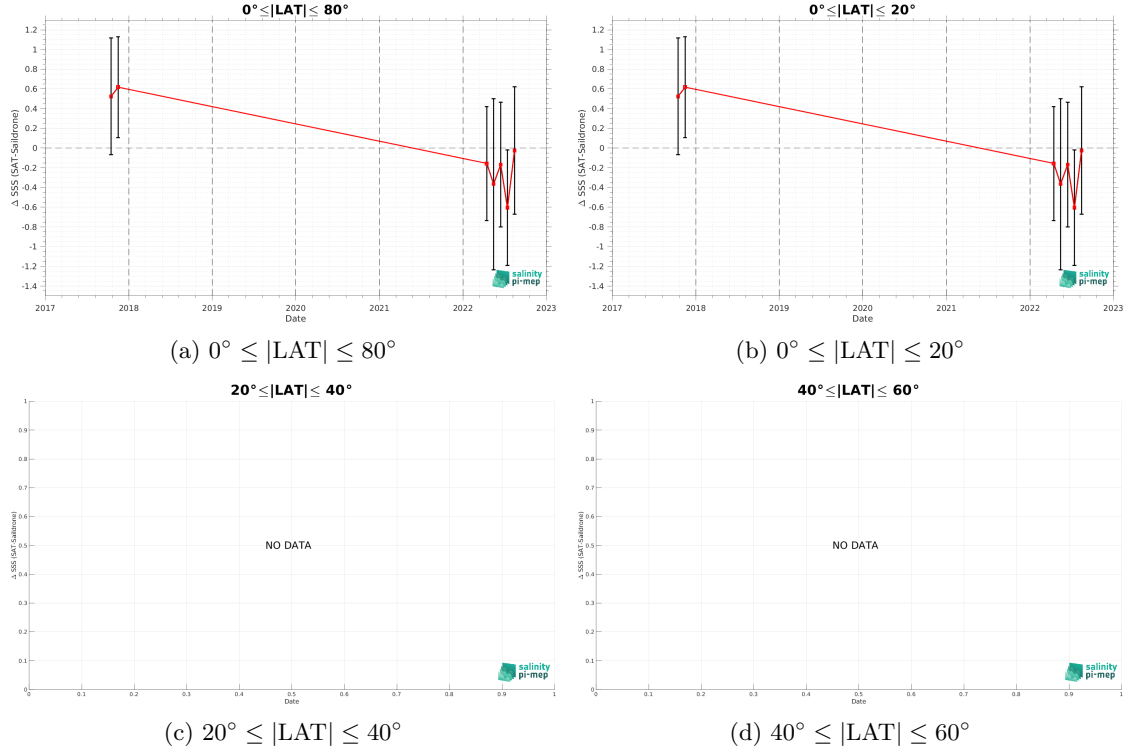 0°≤|LAT|≤ 80°
1.2
1
0.8
0.6
0.4
0.2
0
-0.2
-0.4
-0.6
-0.8
-1
-1.2
-1.4
Δ SSS (SAT-Saildrone)
2017 2018 2019 2020 2021 2022 2023
Date
salinity
pi-mep
(a) 0° ≤ |LAT| ≤ 80°
0°≤|LAT|≤ 20°
1.2
1
0.8
0.6
0.4
0.2
0
-0.2
-0.4
-0.6
-0.8
-1
-1.2
-1.4
Δ SSS (SAT-Saildrone)
2017 2018 2019 2020 2021 2022 2023
Date
salinity
pi-mep
(b) 0° ≤ |LAT| ≤ 20°
20°≤|LAT|≤ 40°
1
0.9
0.8
0.7
0.6
0.5
0.4
0.3
0.2
0.1
0
Δ SSS (SAT-Saildrone)
NO DATA
0 0.1 0.2 0.3 0.4 0.5 0.6 0.7 0.8 0.9 1
Date
salinity
pi-mep
(c) 20° ≤ |LAT| ≤ 40°
40°≤|LAT|≤ 60°
1
0.9
0.8
0.7
0.6
0.5
0.4
0.3
0.2
0.1
0
Δ SSS (SAT-Saildrone)
NO DATA
0 0.1 0.2 0.3 0.4 0.5 0.6 0.7 0.8 0.9 1
Date
salinity
pi-mep
(d) 40° ≤ |LAT| ≤ 60°